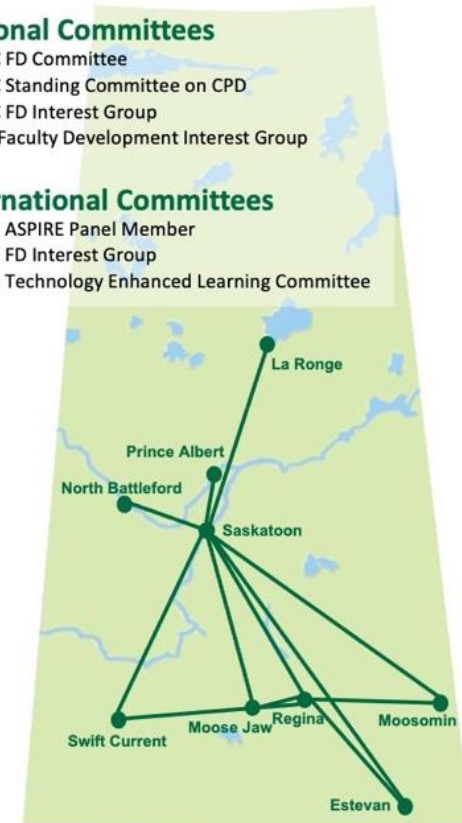 onal Committees
FD Committee
Standing Committee on CPD
FD Interest Group
Faculty Development Interest Group
rnational Committees
ASPIRE Panel Member
FD Interest Group
Technology Enhanced Learning Committee
La Ronge
Prince Albert
North Battleford
Saskatoon
Moose Jaw
Regina
Moosomin
Swift Current
Estevan